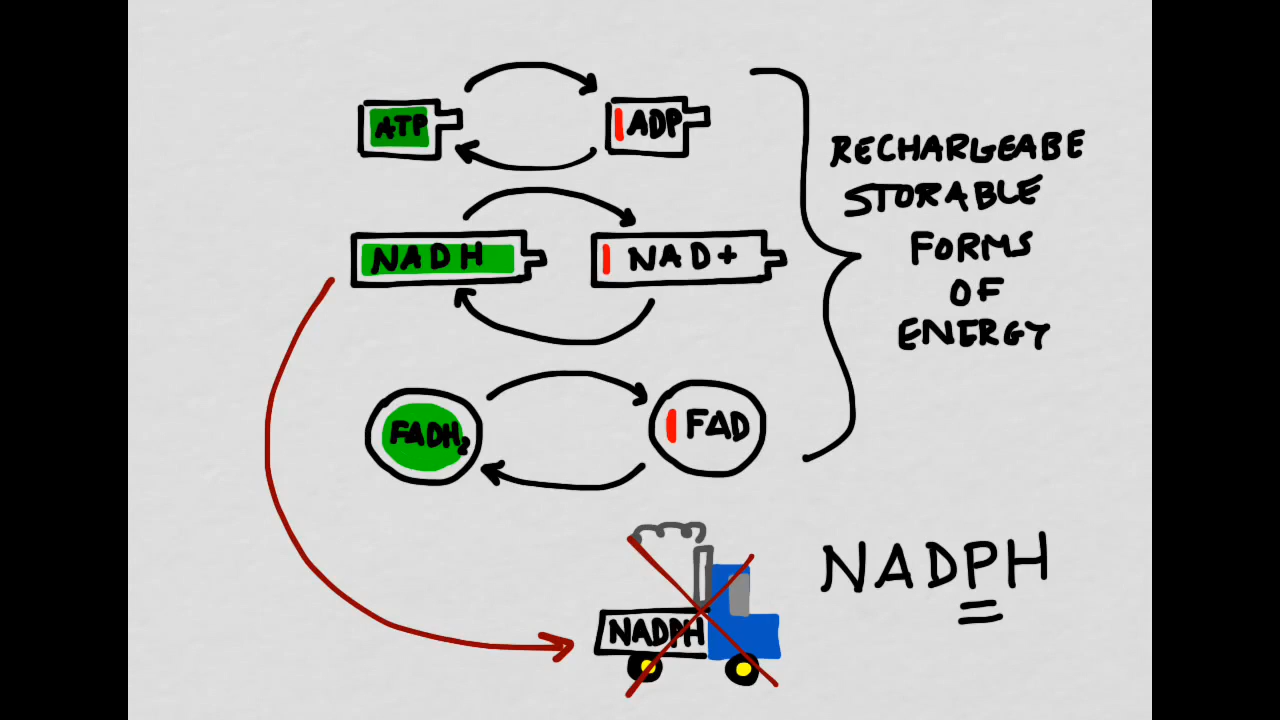 ATP
ADP
NADH
NAD+
FADH₂
FAD
RECHARGEABE
STORABLE
FORMS
OF
ENERGY
NADPH
NADPH